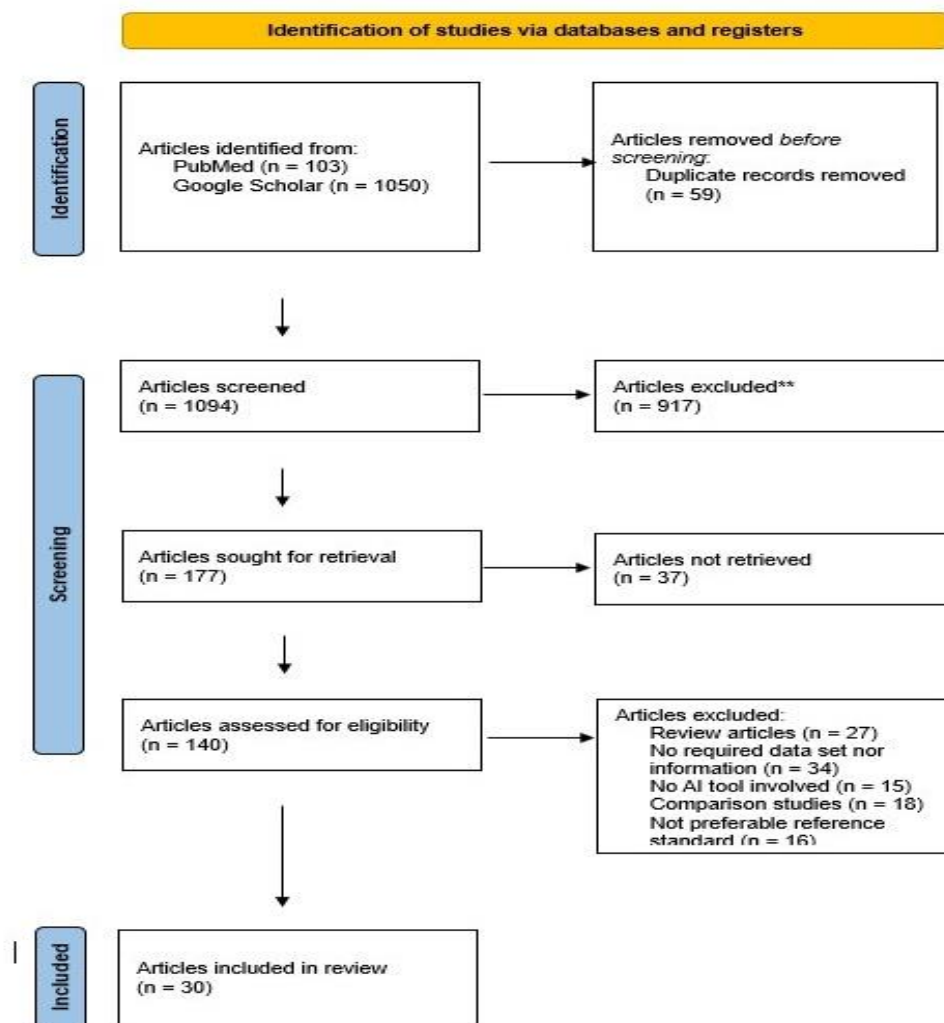 Identification of studies via databases and registers
Identification
Articles identified from:
PubMed (n = 103)
Google Scholar (n = 1050)
Articles removed before
screening:
Duplicate records removed
(n = 59)
Screening
Articles screened
(n = 1094)
Articles excluded**
(n = 917)
Articles sought for retrieval
(n = 177)
Articles not retrieved
(n = 37)
Articles assessed for eligibility
(n = 140)
Articles excluded:
Review articles (n = 27)
No required data set nor
information (n = 34)
No AI tool involved (n = 15)
Comparison studies (n = 18)
Not preferable reference
standard (n = 16)
Included
Articles included in review
(n = 30)